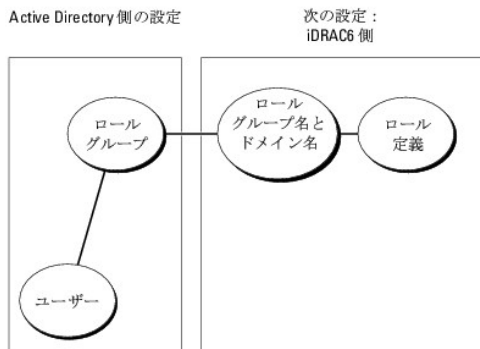 Active Directory 側の設定
次の設定：
iDRAC6 側
ロール
グループ
ロール
グループ名と
ドメイン名
ロール
定義
ユーザー